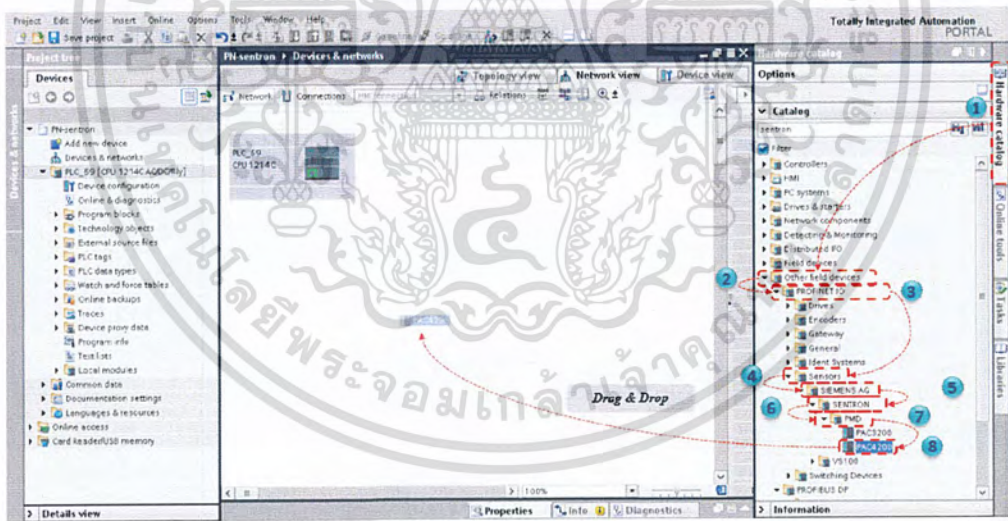 Project Edit View Insert Online Options Tools Window Help
Totally Integrated Automation
PORTAL
Save project
Project tree
PN-sentron Devices & networks
Hardware catalog
Devices
Topology view
Network view
Device view
Options
Network
Connections
Relations
Catalog
sentron
Filter
PN-sentron
Add new device
Devices & networks
PLC_S9 [CPU 1214C AC/DC/Rly]
Device configuration
Online & diagnostics
Program blocks
Technology objects
External source files
PLC tags
PLC data types
Watch and force tables
Online backups
Traces
Device proxy data
Program info
Text lists
Local modules
Common data
Documentation settings
Languages & resources
Online access
Card Reader/USB memory
Details view
PLC_S9
CPU 1214C
Drag & Drop
100%
Properties
Info
Diagnostics
Controllers
HMI
PC systems
Drives & starters
Network components
Detecting & Monitoring
Distributed I/O
Field devices
Other field devices
PROFINET IO
Drives
Encoders
Gateway
General
Ident Systems
Sensors
SIEMENS AG
SENTRON
PMD
PAC3200
PAC4200
VS100
Switching Devices
PROFIBUS DP
Information
1
2
3
4
5
6
7
8
Devices & networks
Hardware catalog
Online tools
Tasks
Libraries